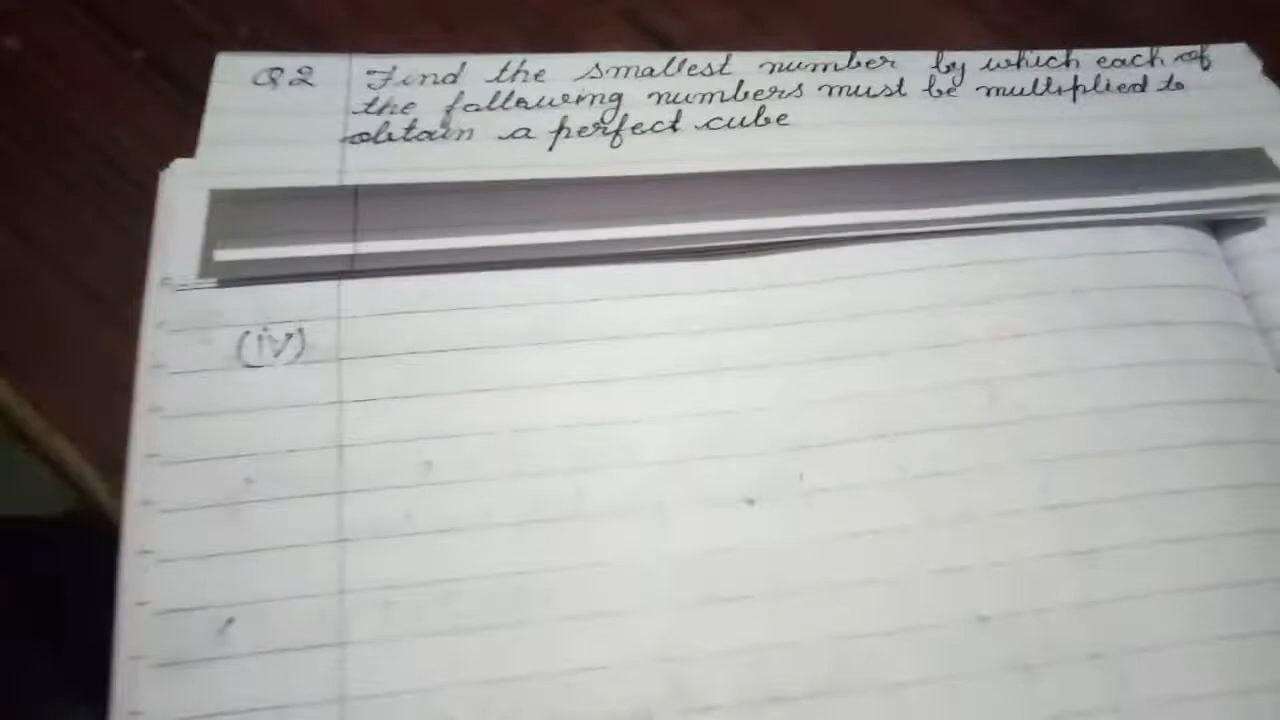 Q 2 Find the smallest number by which each of
the following numbers must be multiplied to
obtain a perfect cube
(iv)